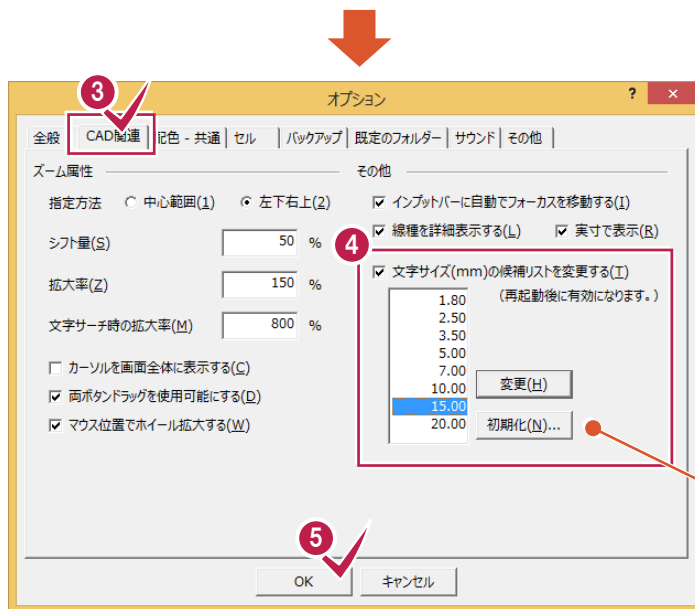 3
オプション
?
×
全般 CAD関連 配色 - 共通 セル バックアップ 既定のフォルダー サウンド その他
ズーム属性
指定方法 中心範囲(1) 左下右上(2)
シフト量(S) 50 %
拡大率(Z) 150 %
文字サーチ時の拡大率(M) 800 %
カーソルを画面全体に表示する(C)
両ボタンドラッグを使用可能にする(D)
マウス位置でホイール拡大する(W)
その他
インプットバーに自動でフォーカスを移動する(I)
線種を詳細表示する(L) 実寸で表示(R)
4
文字サイズ(mm)の候補リストを変更する(T)
(再起動後に有効になります。)
1.80
2.50
3.50
5.00
7.00
10.00
15.00
20.00
変更(H)
初期化(N)...
5
OK キャンセル